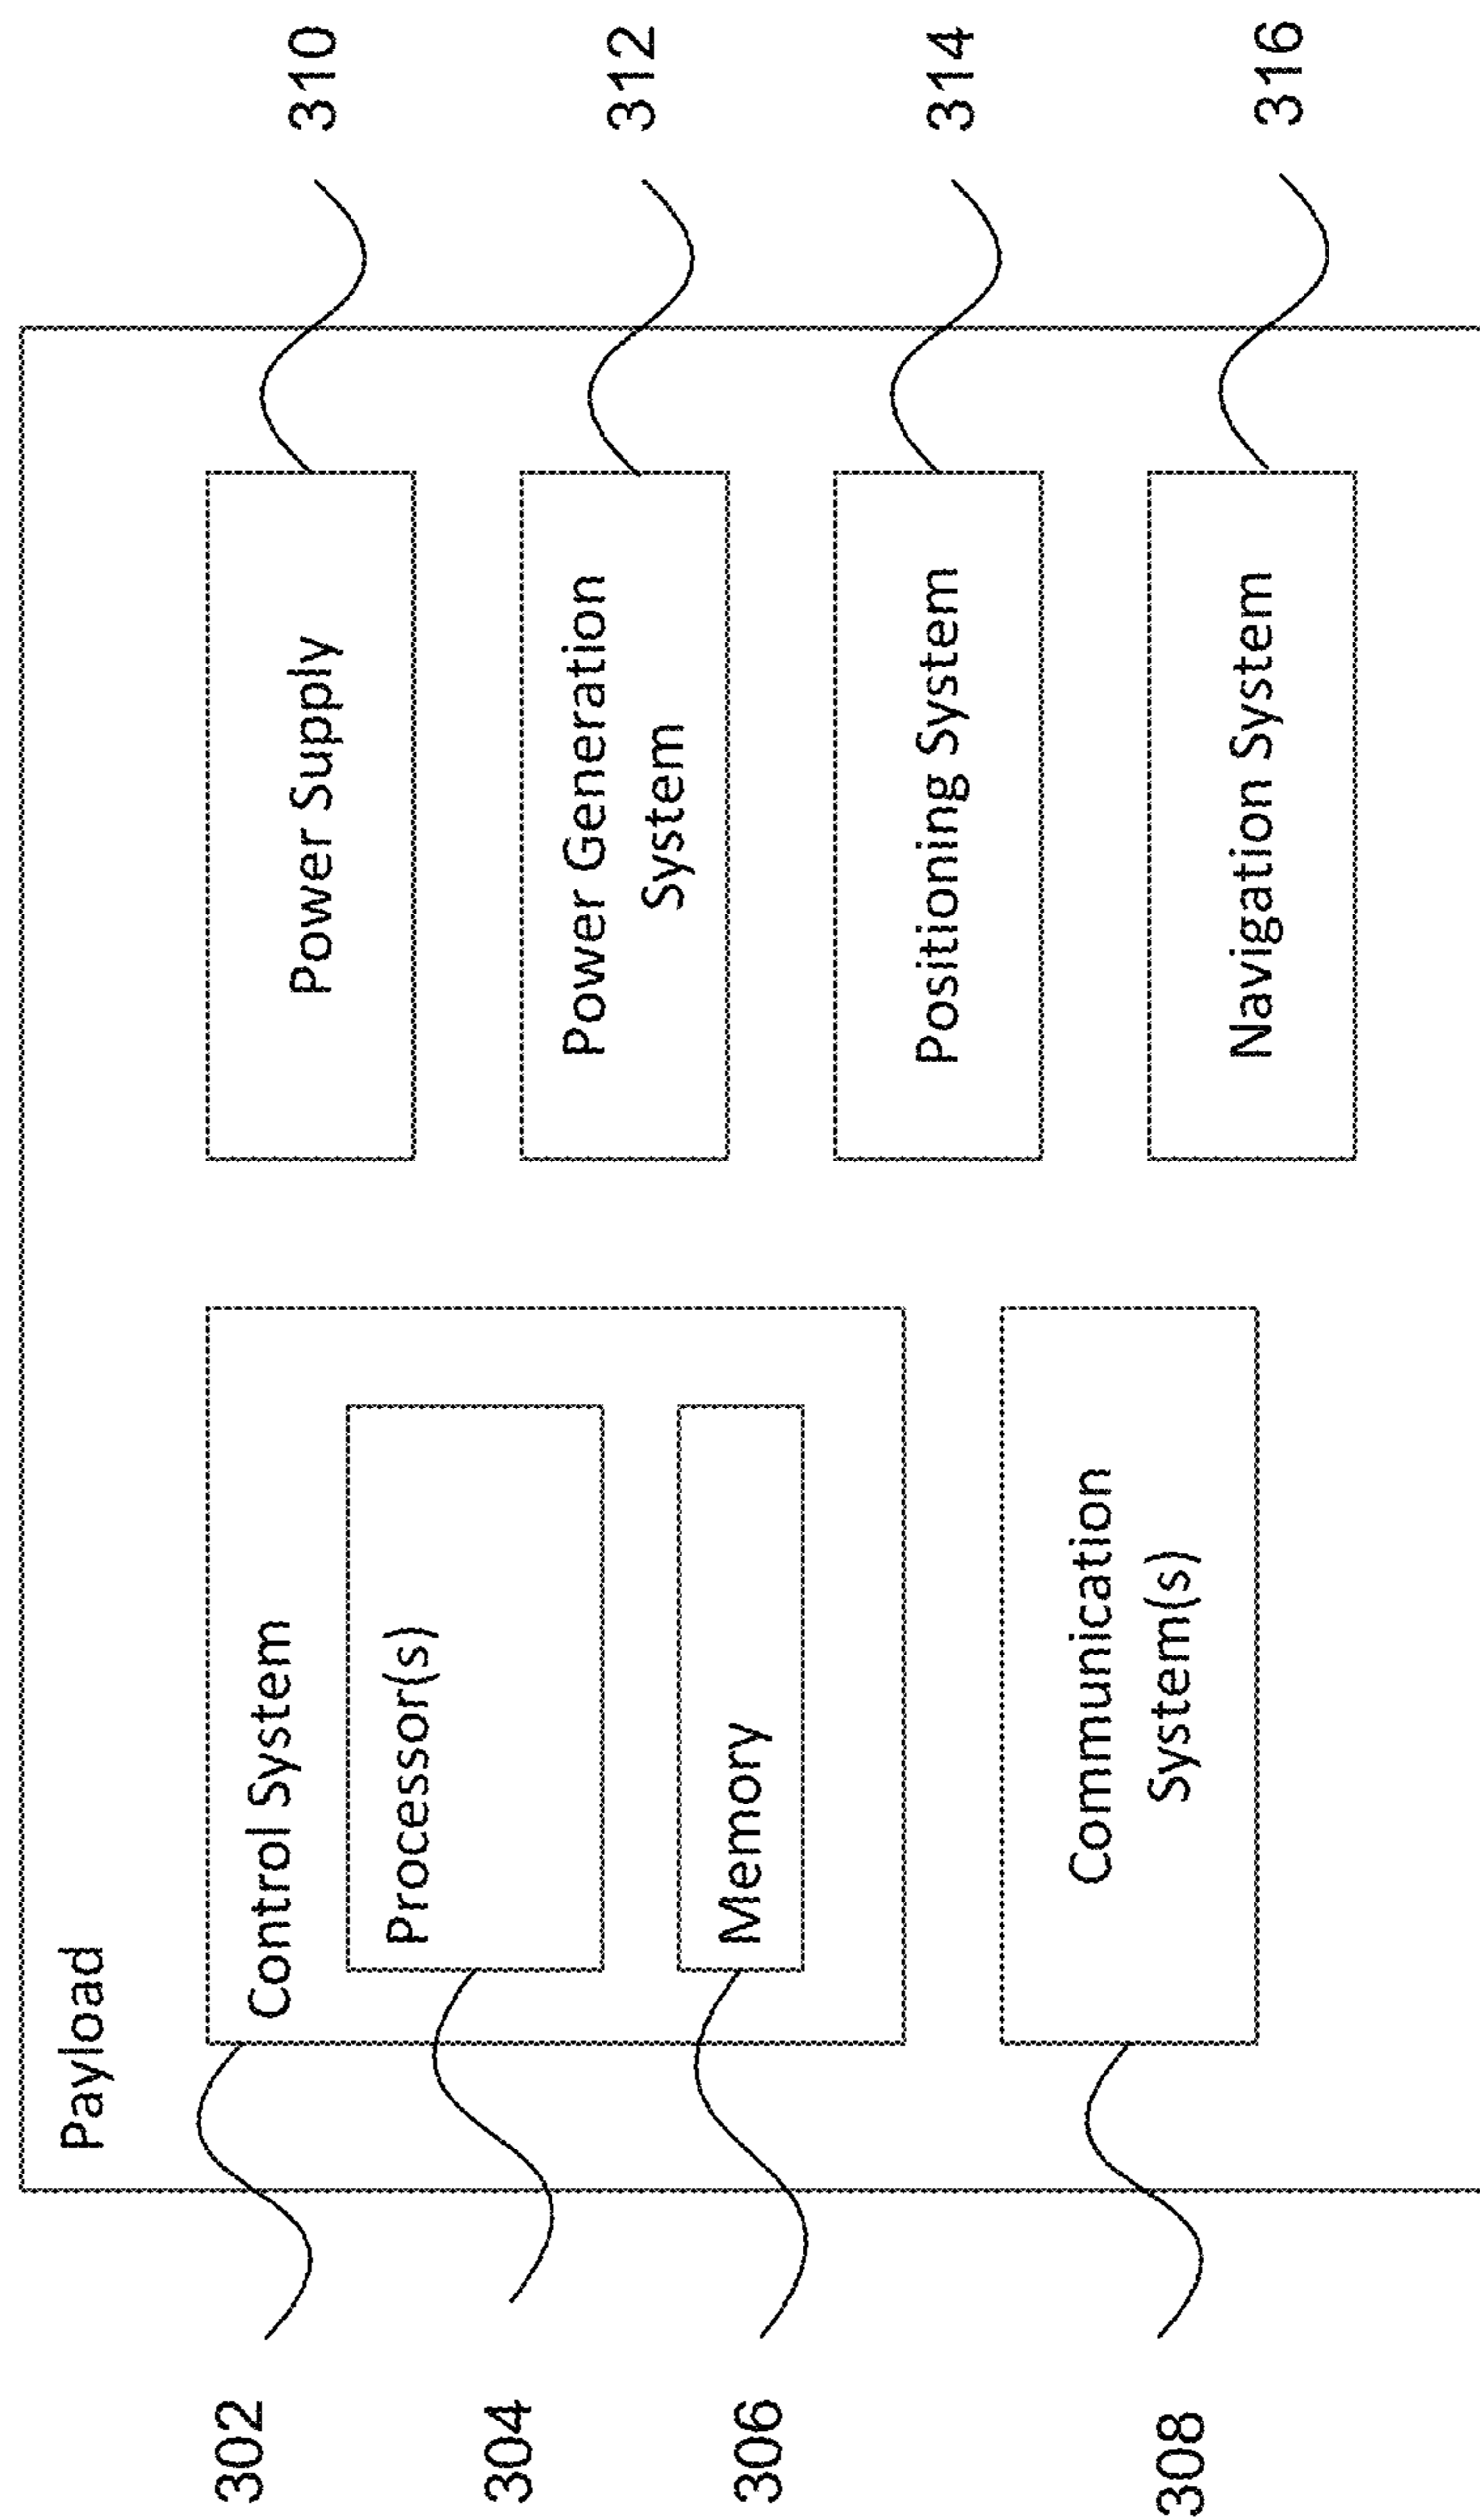 Payload
302
Control System
304
Processor(s)
306
Memory
308
Communication
System(s)
Power Supply
310
Power Generation
System
312
Positioning System
314
Navigation System
316